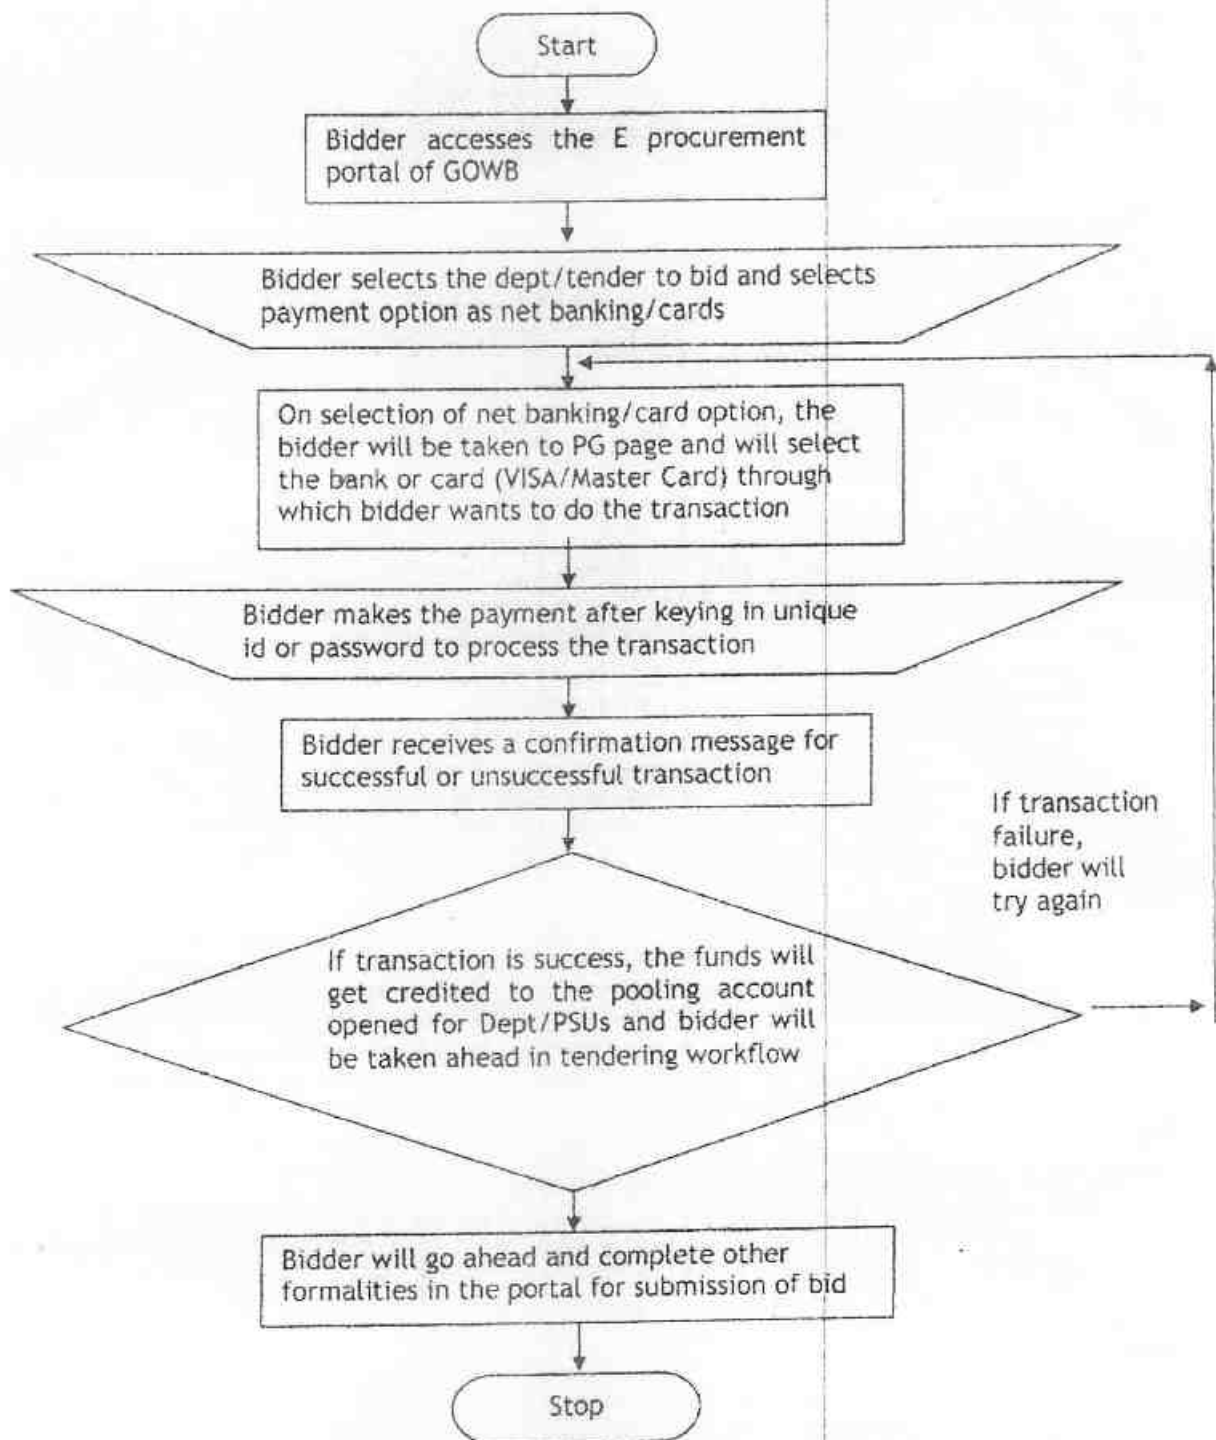 Start
Bidder accesses the E procurement
portal of GOWB
Bidder selects the dept/tender to bid and selects
payment option as net banking/cards
On selection of net banking/card option, the
bidder will be taken to PG page and will select
the bank or card (VISA/Master Card) through
which bidder wants to do the transaction
Bidder makes the payment after keying in unique
id or password to process the transaction
Bidder receives a confirmation message for
successful or unsuccessful transaction
If transaction
failure,
bidder will
try again
If transaction is success, the funds will
get credited to the pooling account
opened for Dept/PSUs and bidder will
be taken ahead in tendering workflow
Bidder will go ahead and complete other
formalities in the portal for submission of bid
Stop